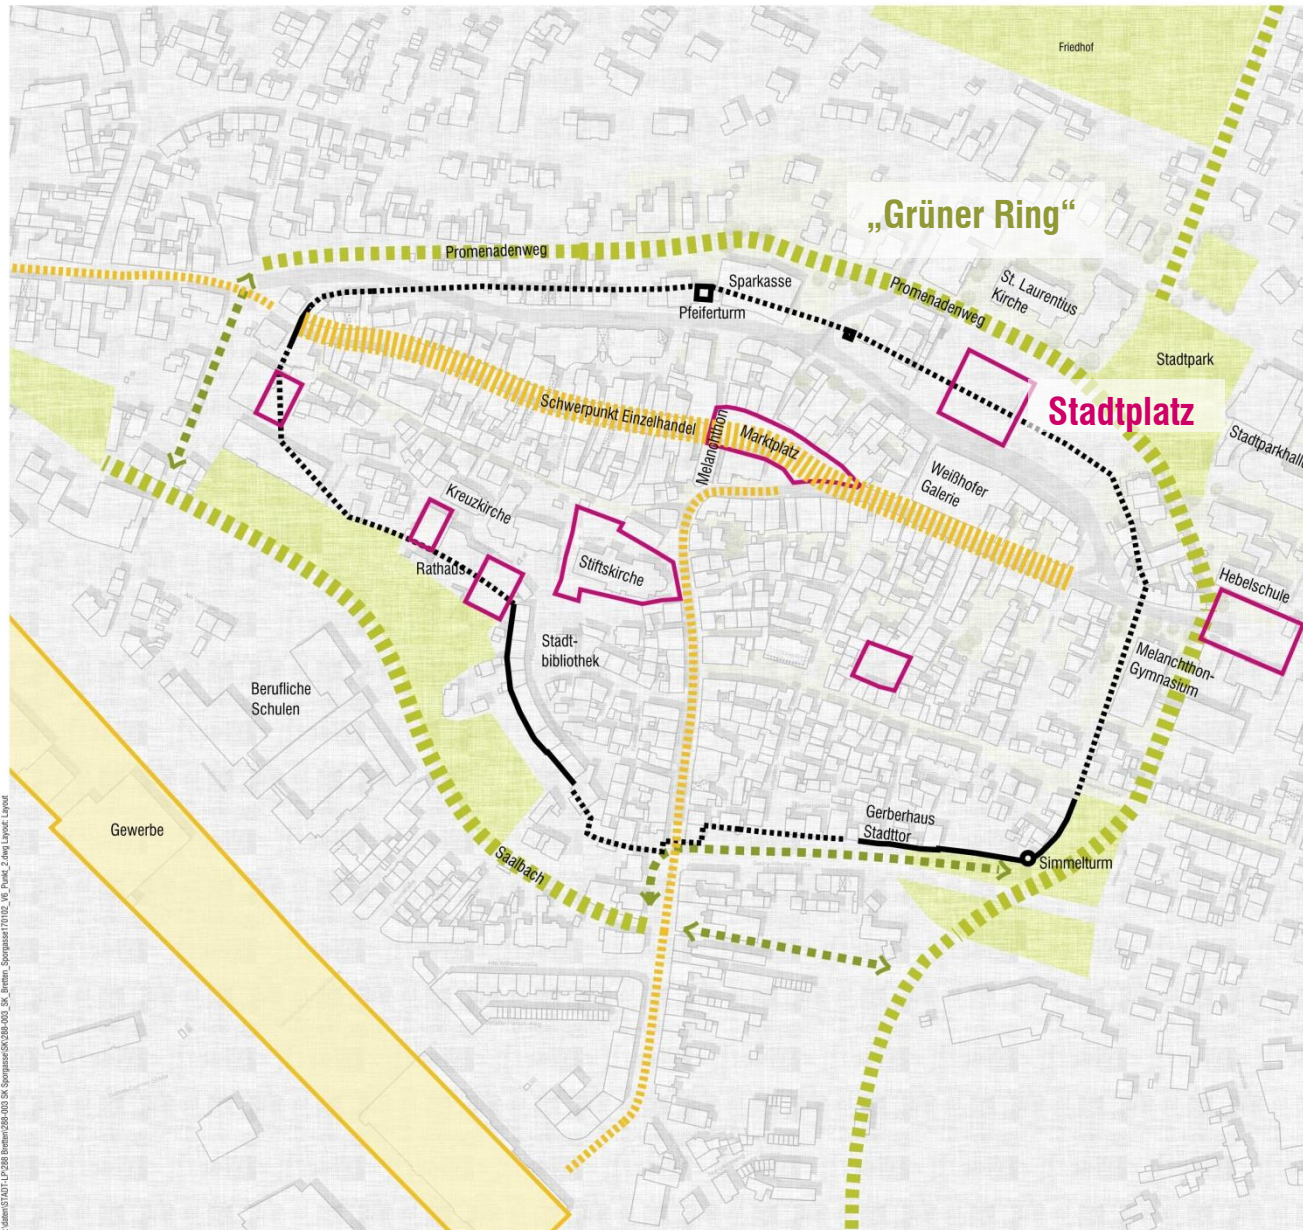 Friedhof
„Grüner Ring“
Promenadenweg
Sparkasse
Pfeiferturm
Promenadenweg
St. Laurentius
Kirche
Stadtpark
Stadtplatz
Stadtparkhalle
Schwerpunkt Einzelhandel
Melanchthon
Marktplatz
Weißhofer
Galerie
Kreuzkirche
Rathaus
Stiftskirche
Hebelschule
Stadt-
bibliothek
Melanchthon-
Gymnasium
Berufliche
Schulen
Gewerbe
Gerberhaus
Stadttor
Simmelturm
Saalbach